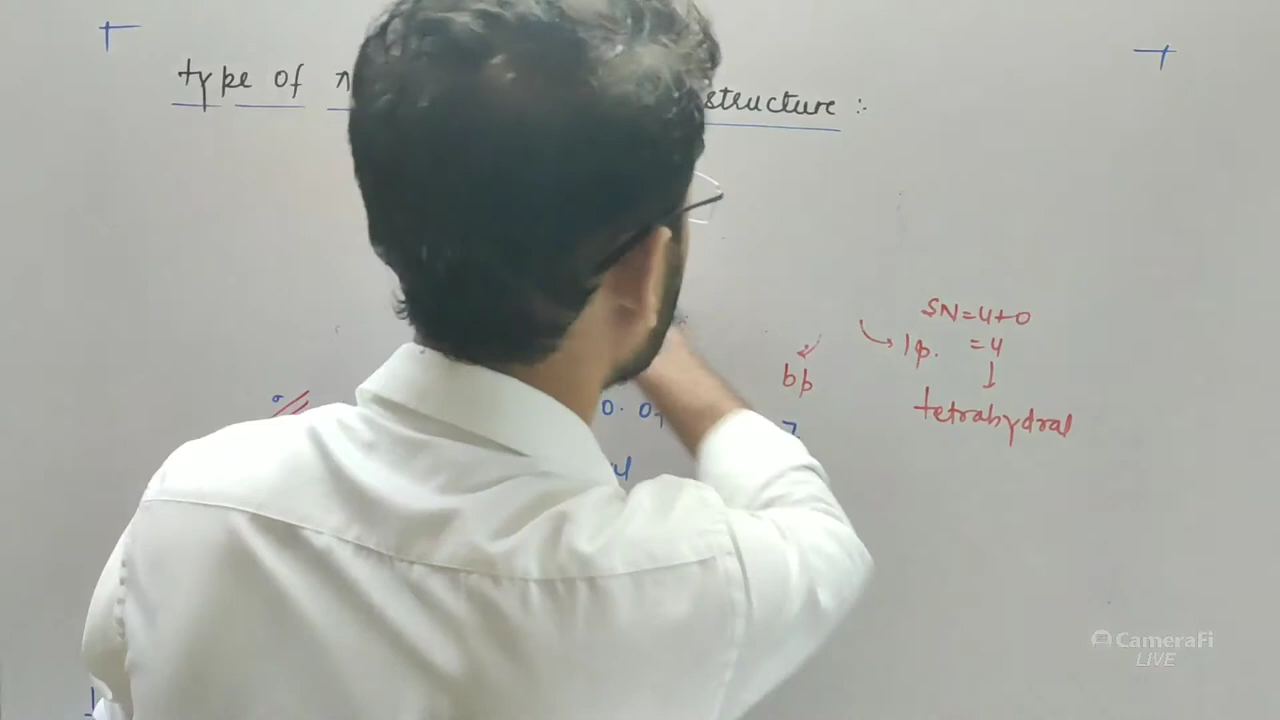 type of structure :-
SN=4+0
lp. =4
bp
tetrahydral
CameraFi
LIVE